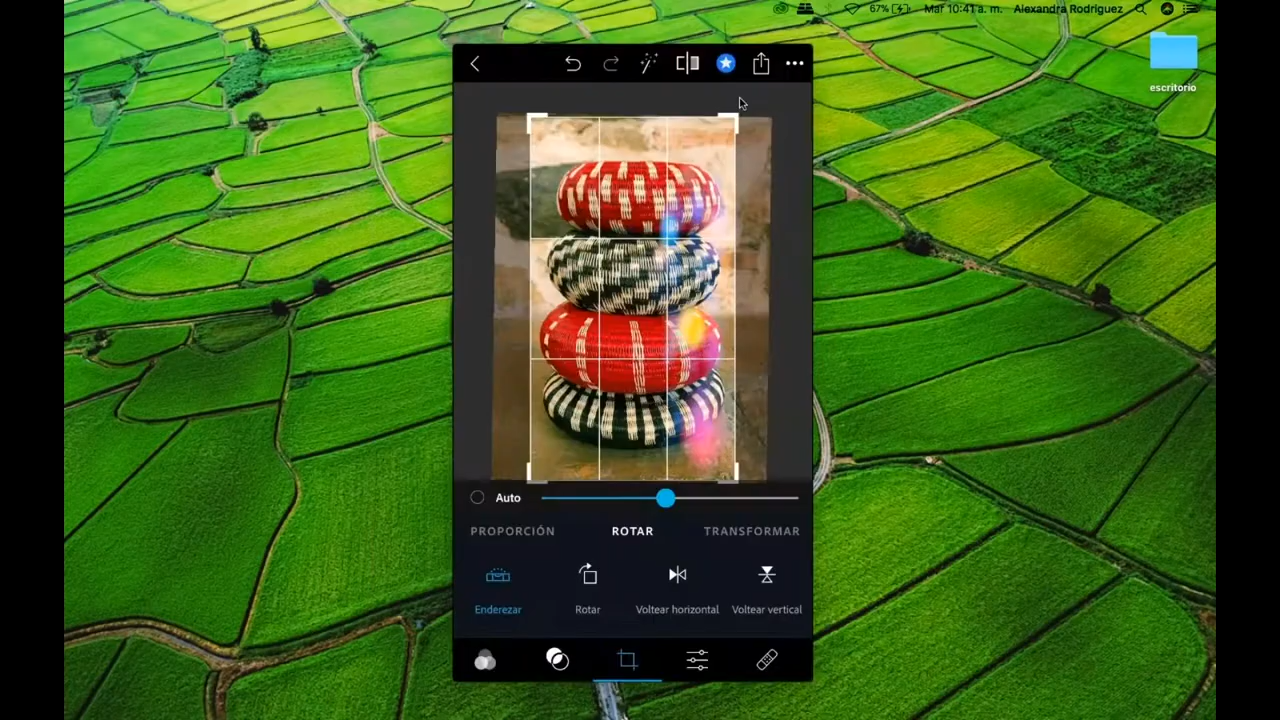 67% Mar 10:41 a. m. Alexandra Rodriguez
escritorio
Auto
PROPORCIÓN ROTAR TRANSFORMAR
Enderezar Rotar Voltear horizontal Voltear vertical